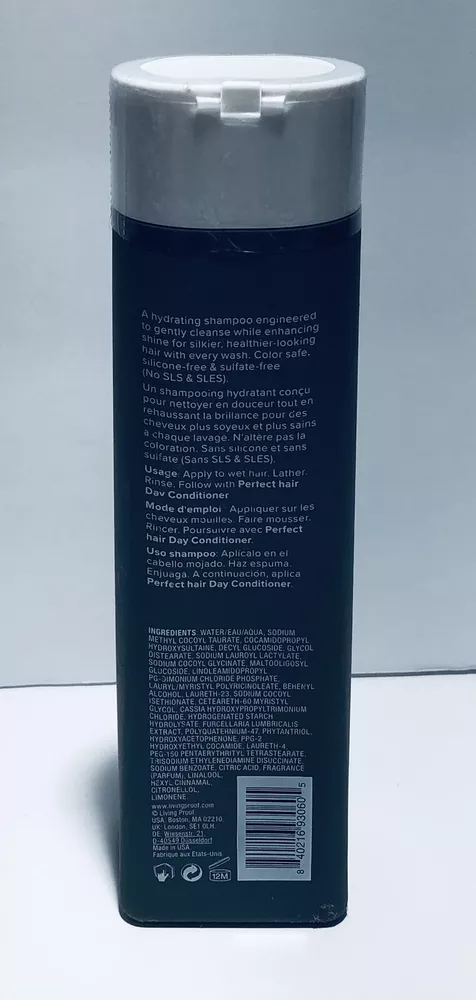 A hydrating shampoo engineered
to gently cleanse while enhancing
shine for silkier, healthier-looking
hair with every wash. Color safe,
silicone-free & sulfate-free
(No SLS & SLES).
Un shampooing hydratant conçu
pour nettoyer en douceur tout en
rehaussant la brillance pour des
cheveux plus soyeux et plus sains
à chaque lavage. N'altère pas la
coloration. Sans silicone et sans
sulfate (Sans SLS & SLES).
Usage: Apply to wet hair. Lather.
Rinse. Follow with Perfect hair
Day Conditioner
Mode d'emploi: Appliquer sur les
cheveux mouillés. Faire mousser.
Rincer. Poursuivre avec Perfect
hair Day Conditioner.
Uso shampoo: Aplícalo en el
cabello mojado. Haz espuma.
Enjuaga. A continuación, aplica
Perfect hair Day Conditioner.
INGREDIENTS: WATER/EAU/AQUA, SODIUM
METHYL COCOYL TAURATE, COCAMIDOPROPYL
HYDROXYSULTAINE, DECYL GLUCOSIDE, GLYCOL
DISTEARATE, SODIUM LAUROYL LACTYLATE,
SODIUM COCOYL GLYCINATE, MALTOOLIGOSYL
GLUCOSIDE, LINOLEAMIDOPROPYL
PG-DIMONIUM CHLORIDE PHOSPHATE,
LAURYL/MYRISTYL POLYRICINOLEATE, BEHENYL
ALCOHOL, LAURETH-23, SODIUM COCOYL
ISETHIONATE, CETEARETH-60 MYRISTYL
GLYCOL, CASSIA HYDROXYPROPYLTRIMONIUM
CHLORIDE, HYDROGENATED STARCH
HYDROLYSATE, FURCELLARIA LUMBRICALIS
EXTRACT, POLYQUATERNIUM-47, PHYTANTRIOL,
HYDROXYACETOPHENONE, PPG-2
HYDROXYETHYL COCAMIDE, LAURETH-4,
PEG-150 PENTAERYTHRITYL TETRASTEARATE,
TRISODIUM ETHYLENEDIAMINE DISUCCINATE,
SODIUM BENZOATE, CITRIC ACID, FRAGRANCE
(PARFUM), LINALOOL,
HEXYL CINNAMAL,
CITRONELLOL,
LIMONENE
www.livingproof.com
© Living Proof
USA: Boston, MA 02210,
UK: London, SE1 0LH.
DE: Wiesenstr. 21,
D-40549 Düsseldorf
Made in USA
Fabriqué aux États-Unis
12M
8 40216 93060 5